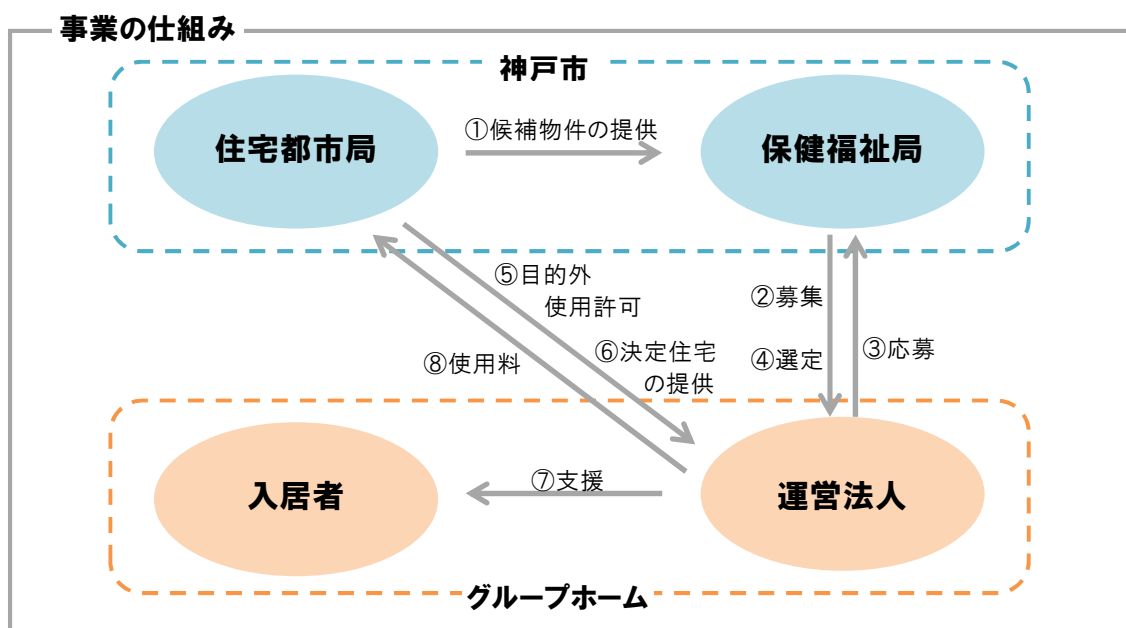 事業の仕組み
神戸市
住宅都市局
①候補物件の提供
保健福祉局
⑤目的外
使用許可
②募集
⑧使用料
⑥決定住宅
の提供
④選定
③応募
入居者
⑦支援
運営法人
グループホーム